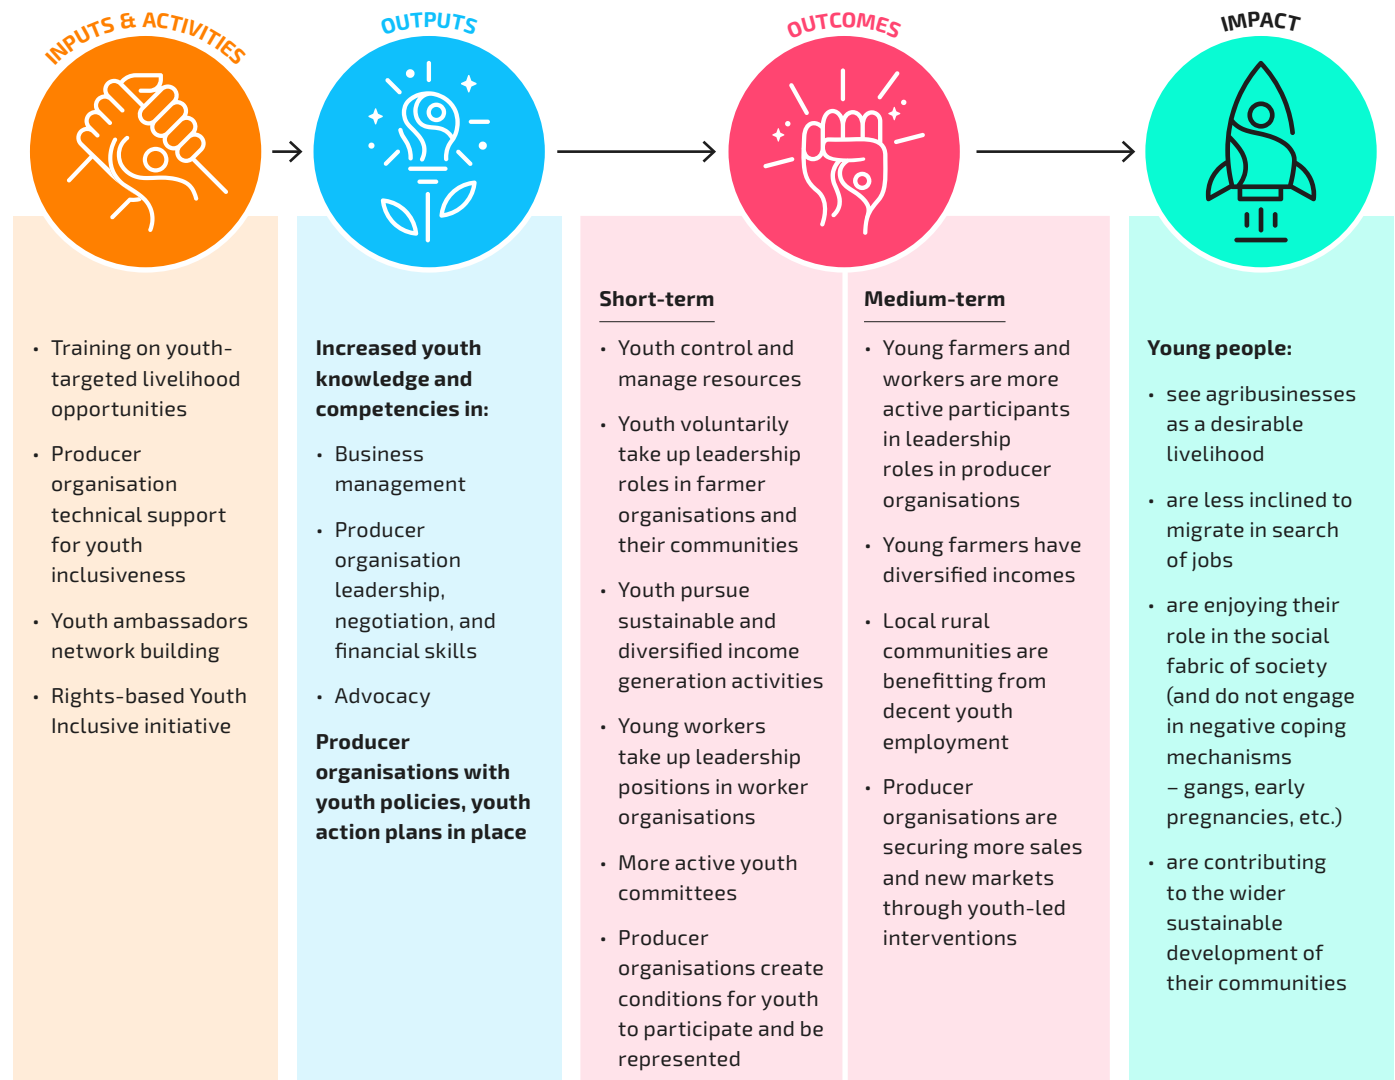 INPUTS & ACTIVITIES
OUTPUTS
OUTCOMES
IMPACT
• Training on youth-
targeted livelihood
opportunities
• Producer
organisation
technical support
for youth
inclusiveness
• Youth ambassadors
network building
• Rights-based Youth
Inclusive initiative
Increased youth
knowledge and
competencies in:
• Business
management
• Producer
organisation
leadership,
negotiation, and
financial skills
• Advocacy
Producer
organisations with
youth policies, youth
action plans in place
Short-term
• Youth control and
manage resources
• Youth voluntarily
take up leadership
roles in farmer
organisations and
their communities
• Youth pursue
sustainable and
diversified income
generation activities
• Young workers
take up leadership
positions in worker
organisations
• More active youth
committees
• Producer
organisations create
conditions for youth
to participate and be
represented
Medium-term
• Young farmers and
workers are more
active participants
in leadership
roles in producer
organisations
• Young farmers have
diversified incomes
• Local rural
communities are
benefitting from
decent youth
employment
• Producer
organisations are
securing more sales
and new markets
through youth-led
interventions
Young people:
• see agribusinesses
as a desirable
livelihood
• are less inclined to
migrate in search
of jobs
• are enjoying their
role in the social
fabric of society
(and do not engage
in negative coping
mechanisms
– gangs, early
pregnancies, etc.)
• are contributing
to the wider
sustainable
development of
their communities